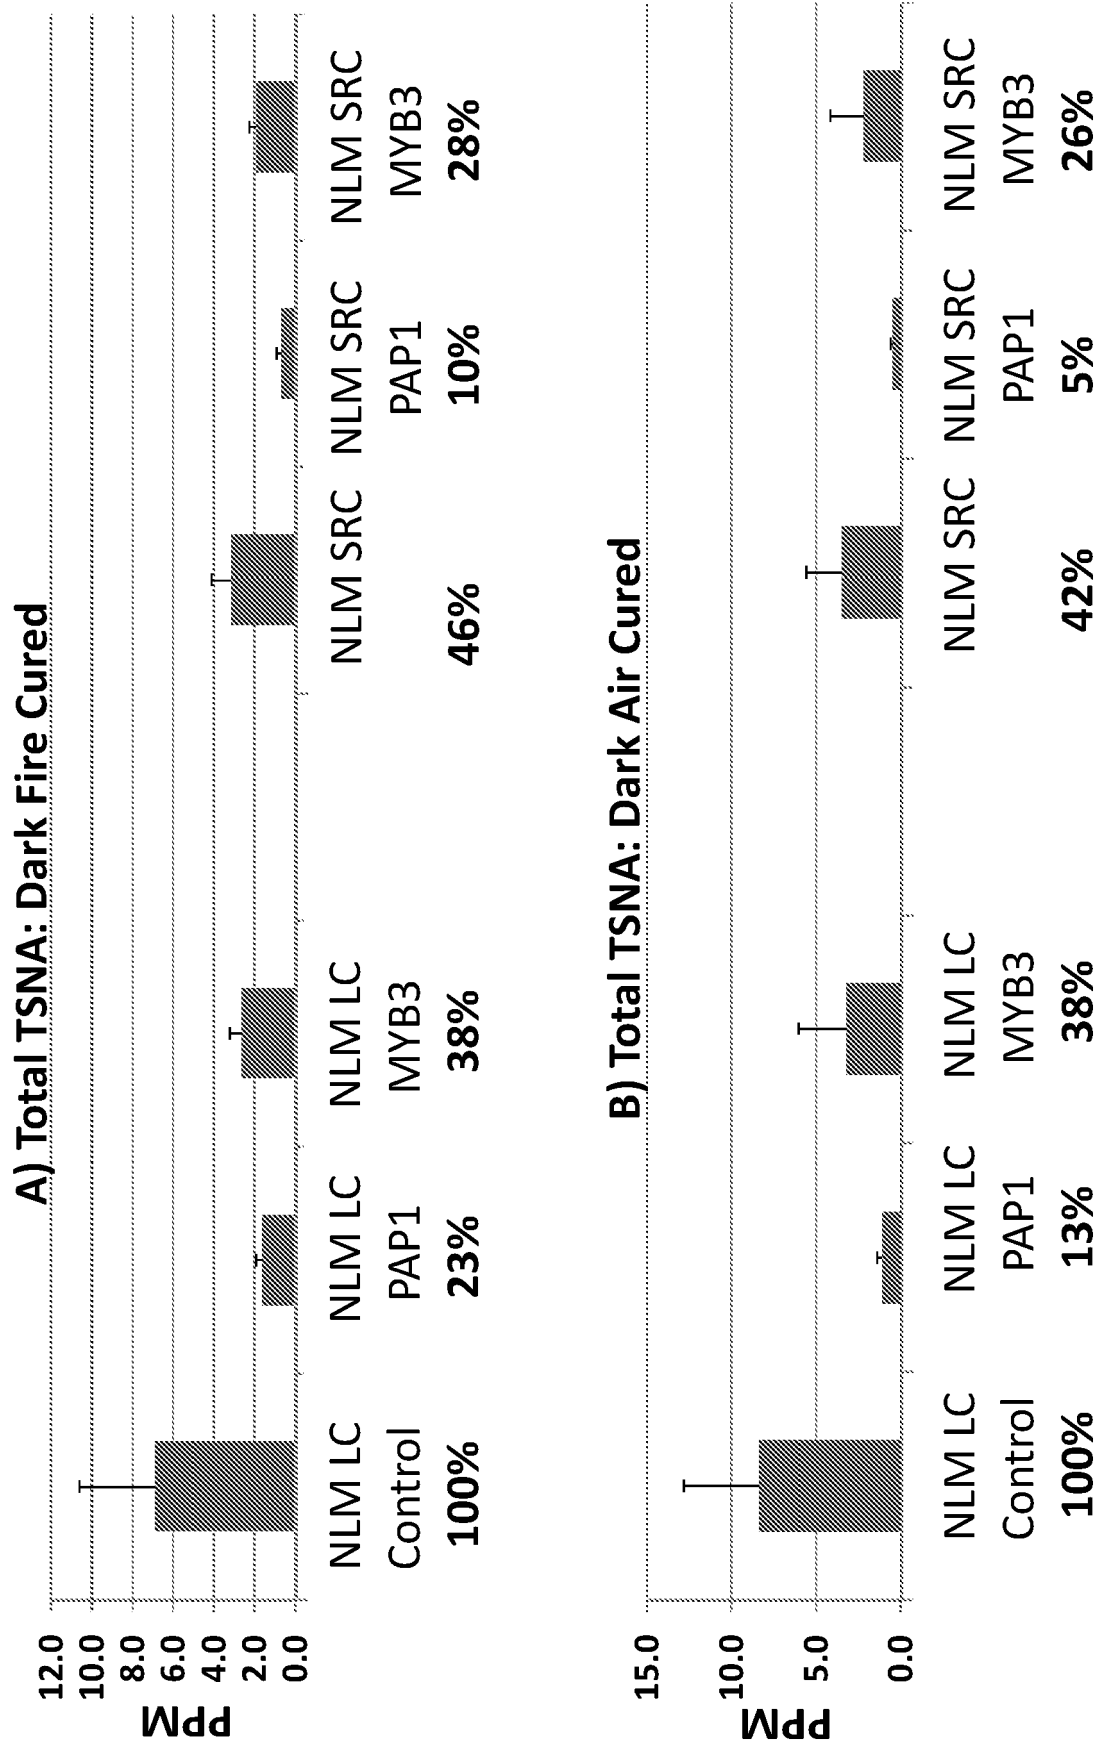 A) Total TSNA: Dark Fire Cured
12.0
10.0
8.0
6.0
4.0
2.0
0.0
PPM
NLM LC NLM LC NLM LC NLM SRC NLM SRC NLM SRC
Control PAP1 MYB3 PAP1 MYB3
100% 23% 38% 46% 10% 28%
B) Total TSNA: Dark Air Cured
15.0
10.0
5.0
0.0
PPM
NLM LC NLM LC NLM LC NLM SRC NLM SRC NLM SRC
Control PAP1 MYB3 PAP1 MYB3
100% 13% 38% 42% 5% 26%